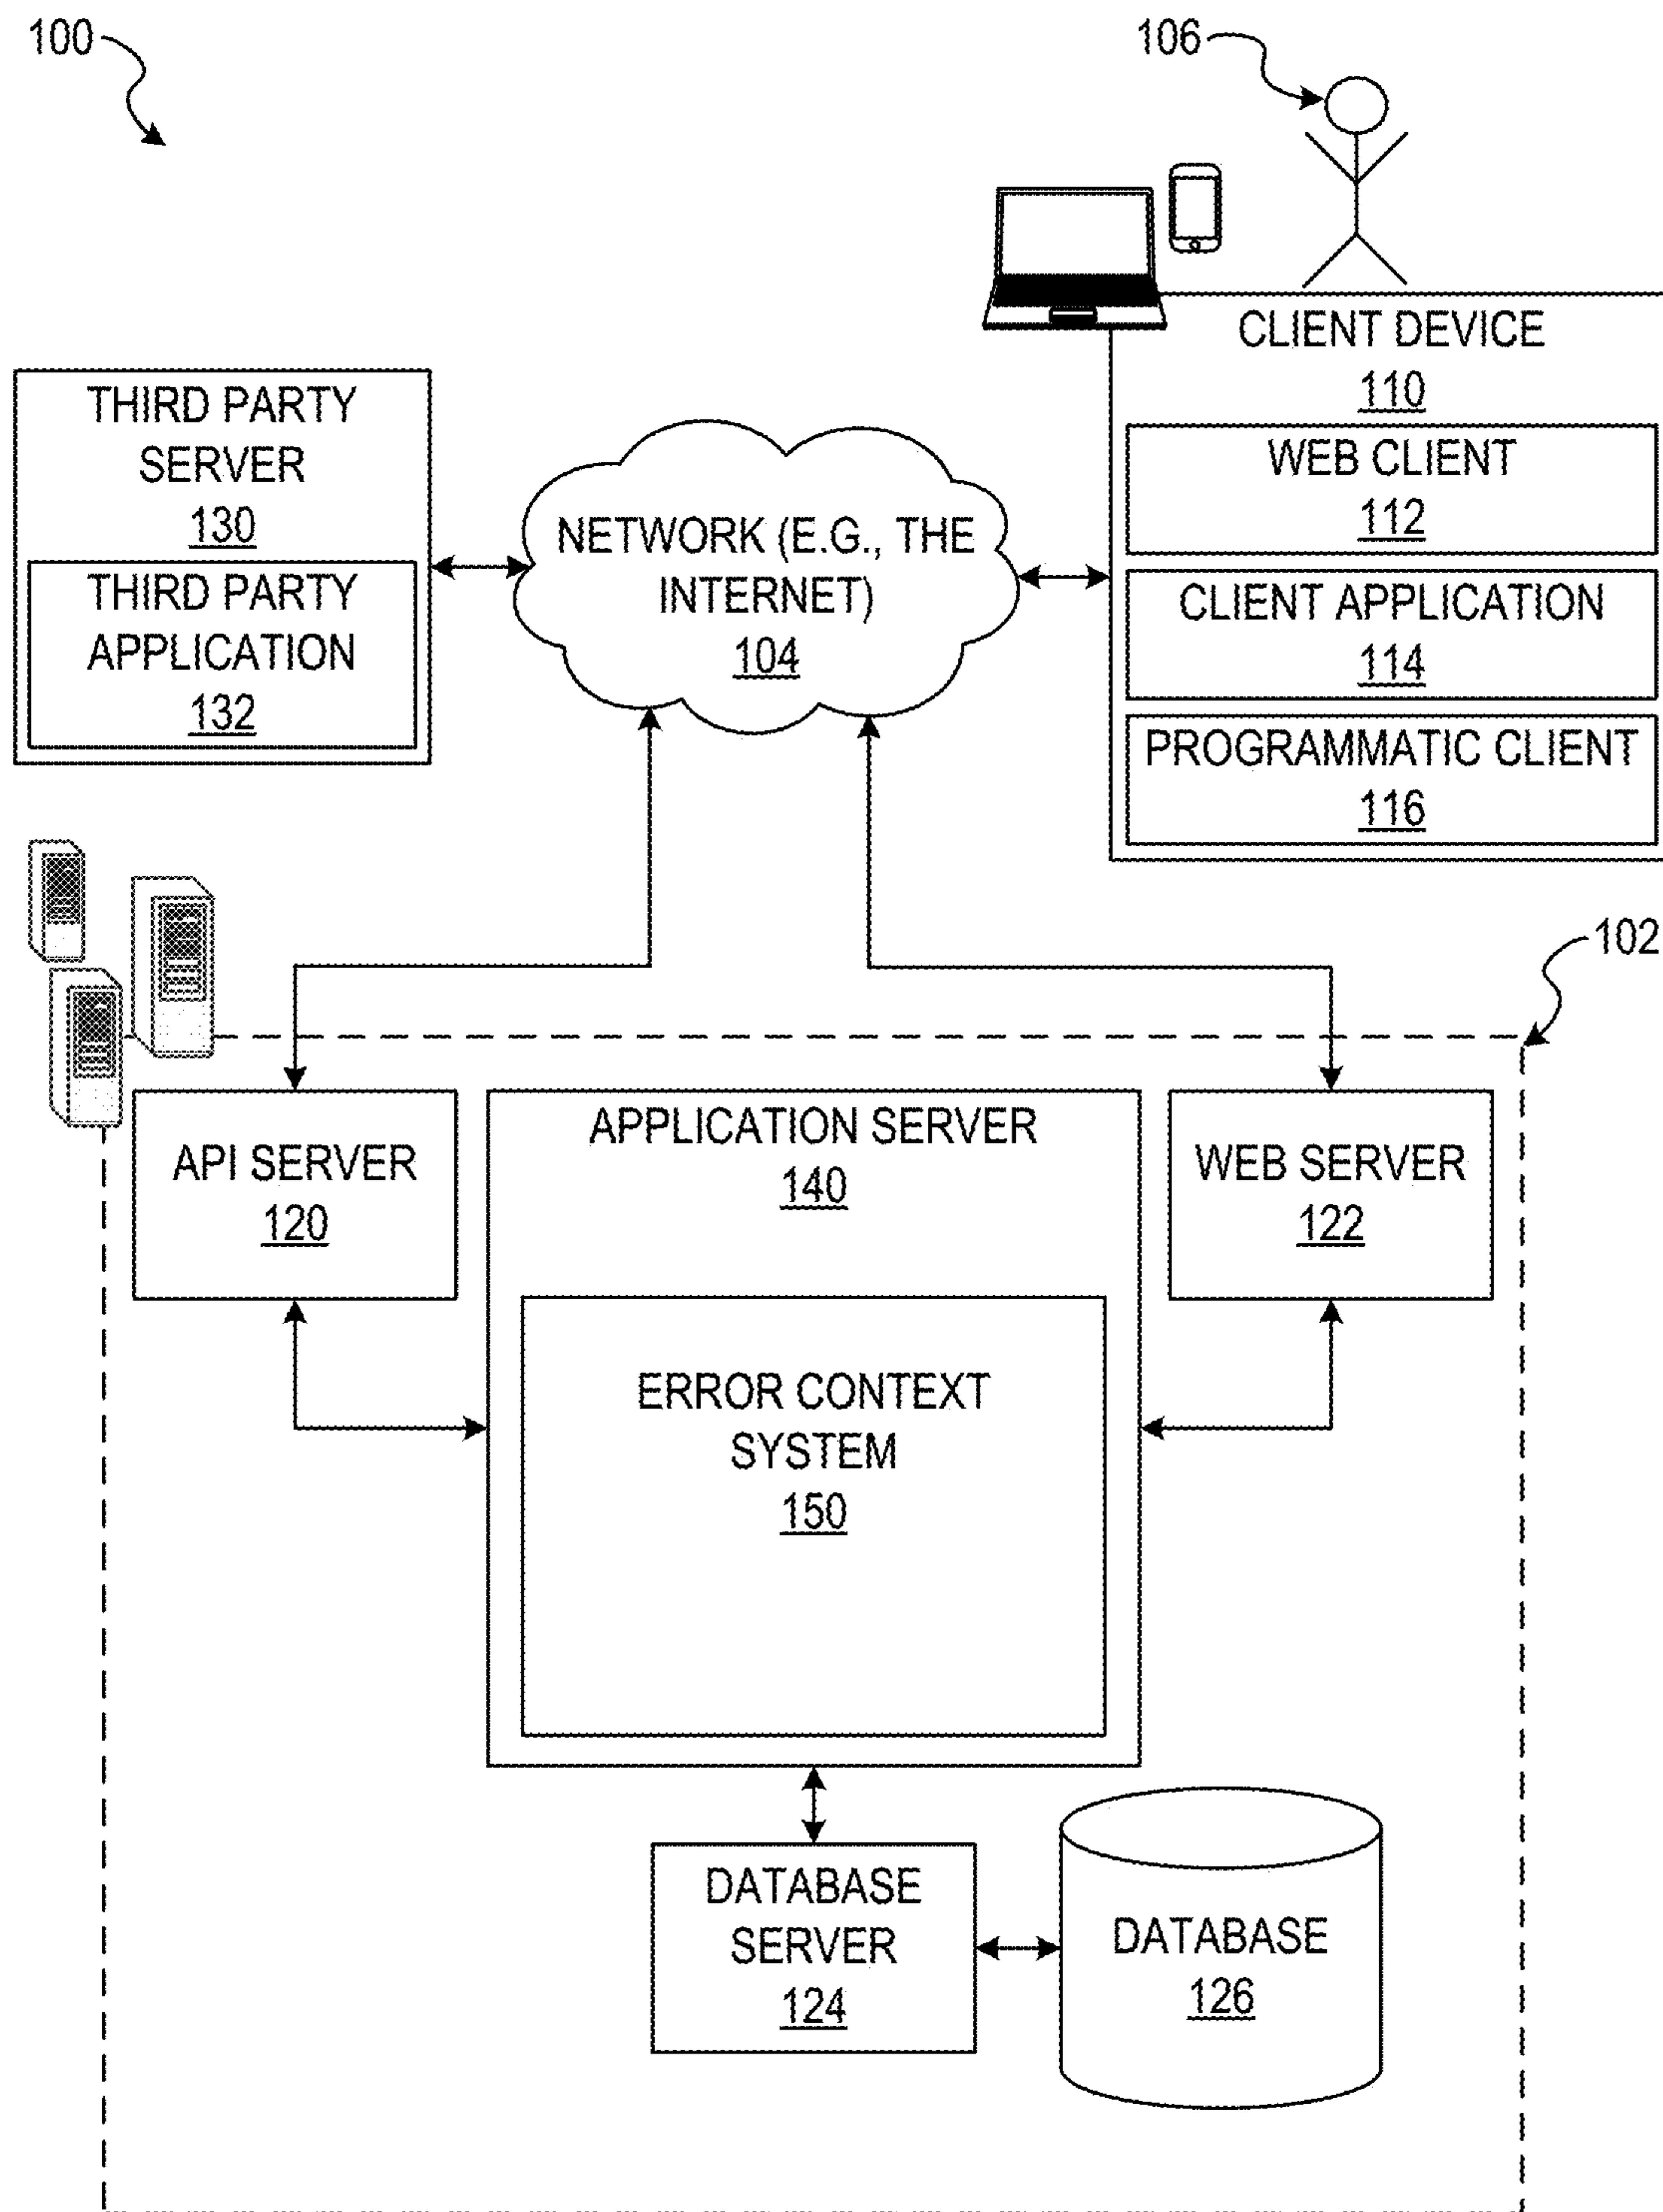 100
106
CLIENT DEVICE
110
WEB CLIENT
112
CLIENT APPLICATION
114
PROGRAMMATIC CLIENT
116
THIRD PARTY
SERVER
130
THIRD PARTY
APPLICATION
132
NETWORK (E.G., THE
INTERNET)
104
102
API SERVER
120
APPLICATION SERVER
140
ERROR CONTEXT
SYSTEM
150
WEB SERVER
122
DATABASE
SERVER
124
DATABASE
126